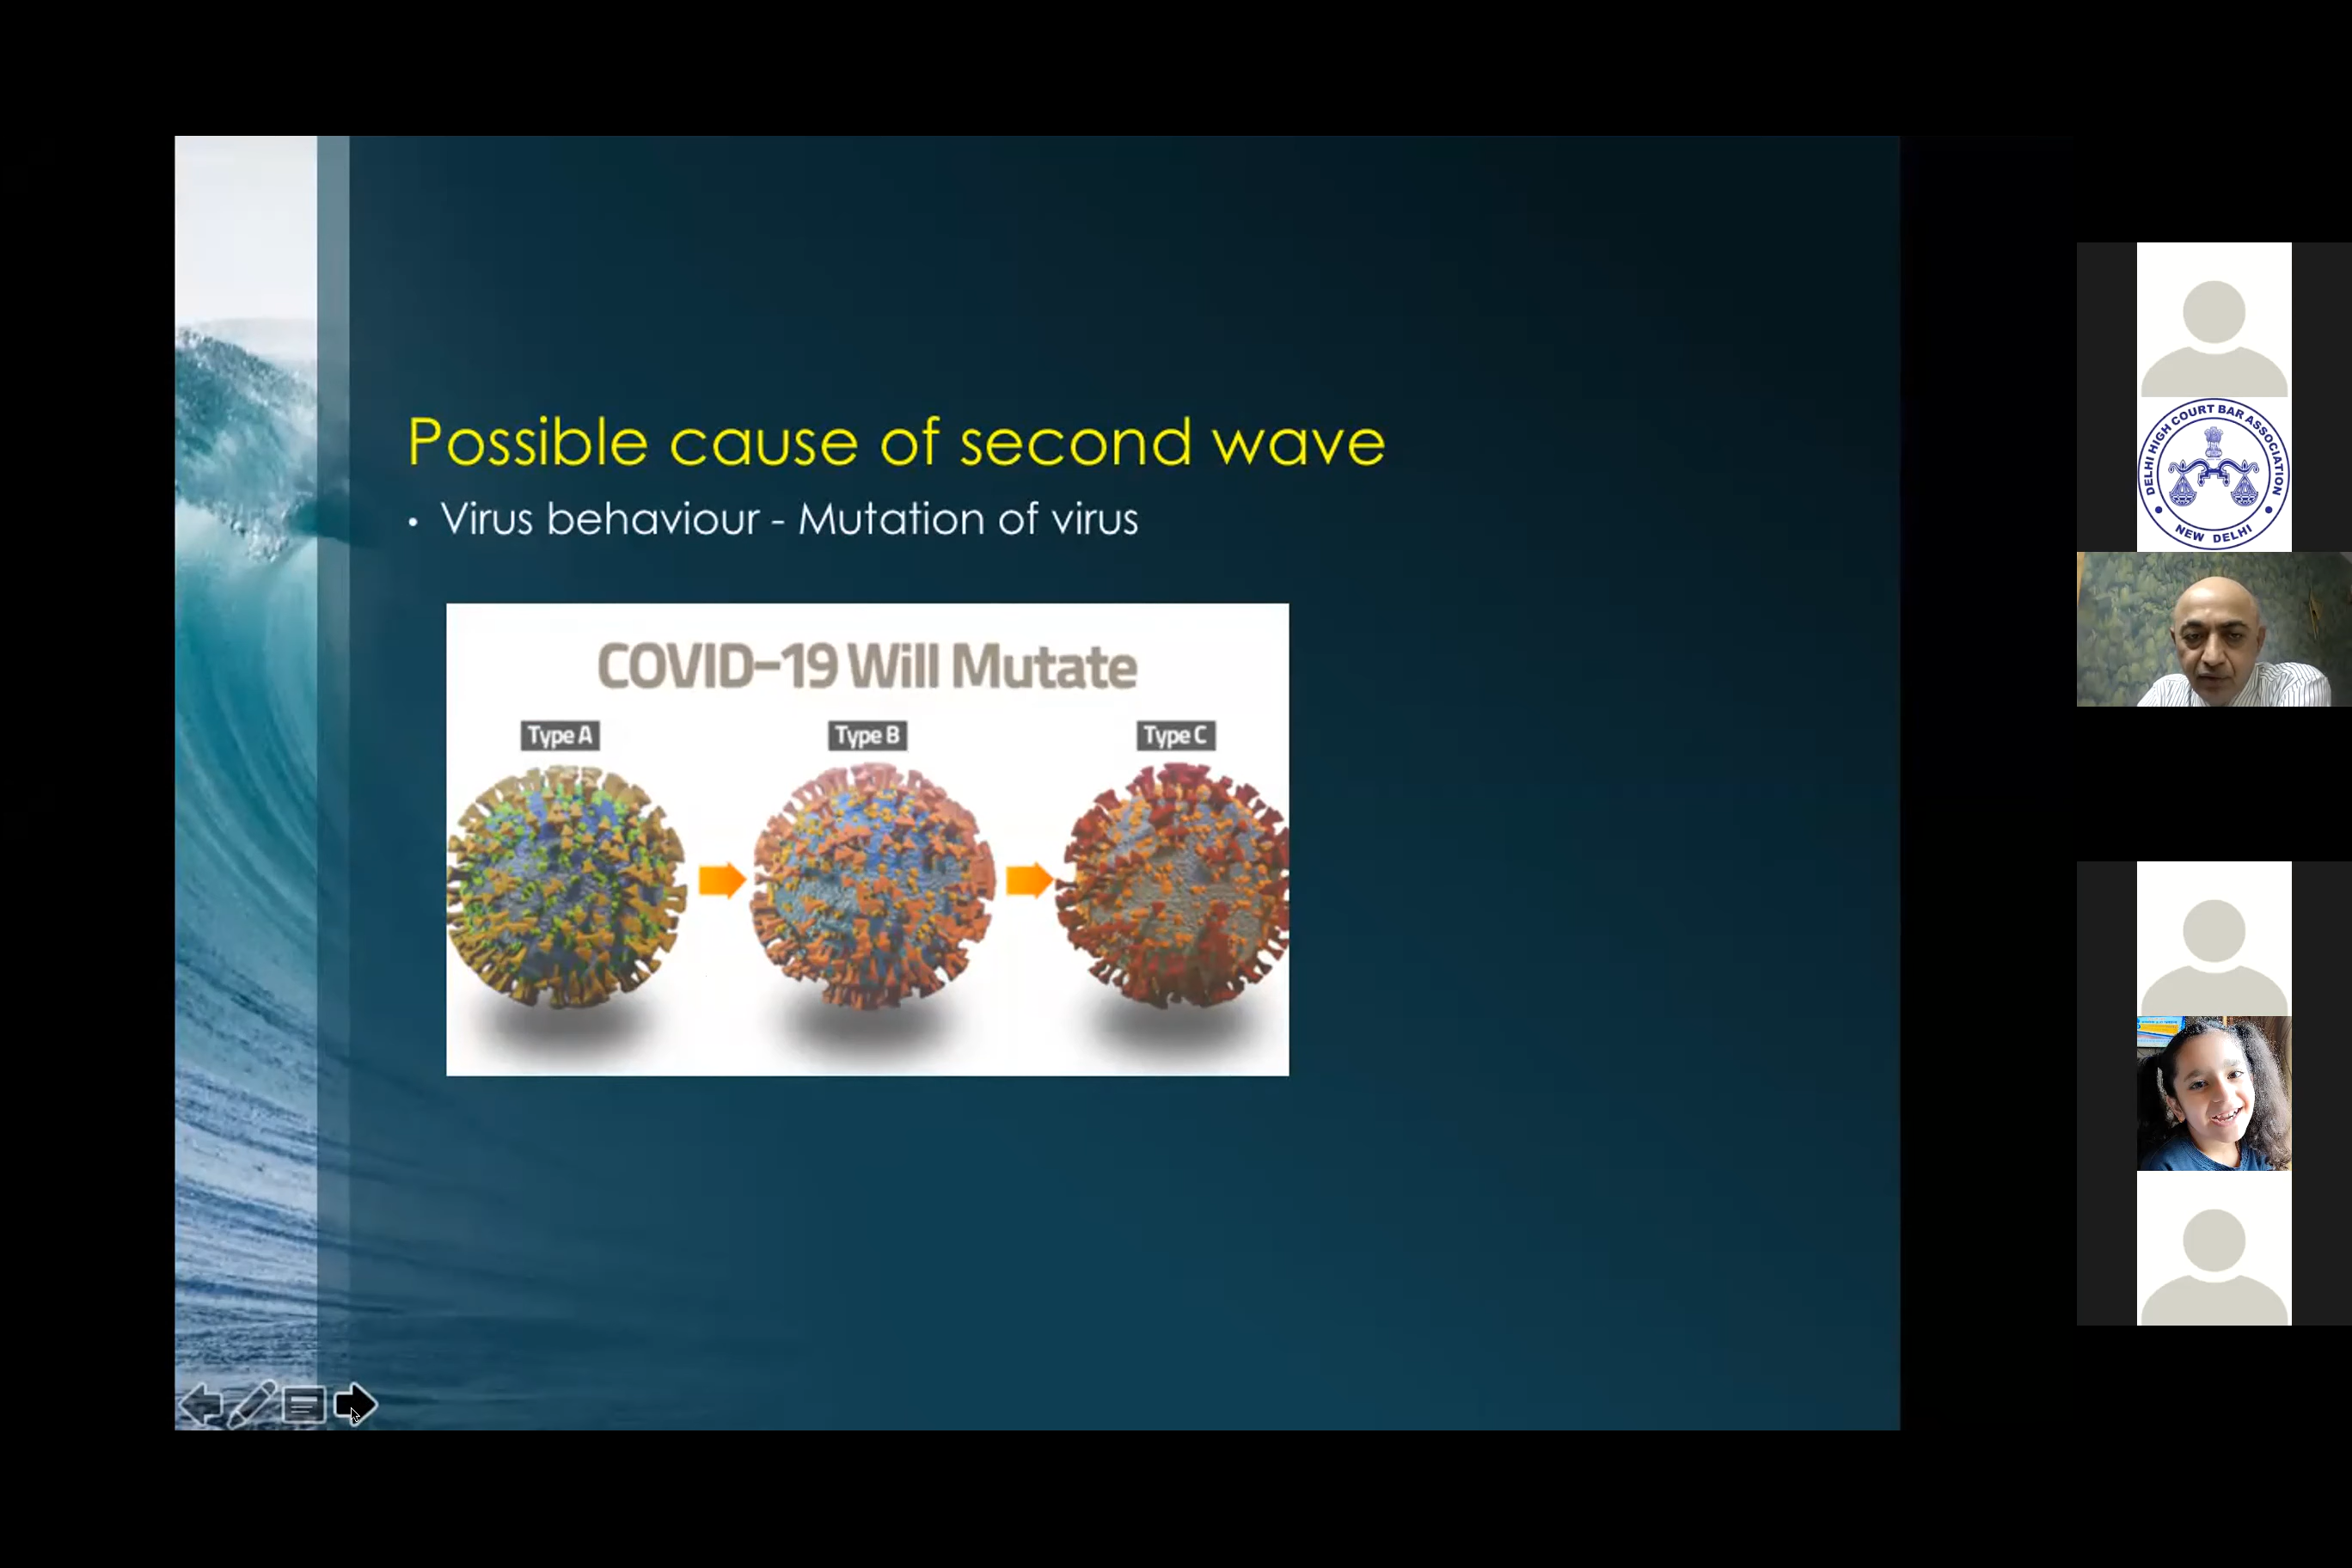 Possible cause of second wave
• Virus behaviour - Mutation of virus
COVID-19 Will Mutate
Type A
Type B
Type C
DELHI HIGH COURT BAR ASSOCIATION
NEW DELHI